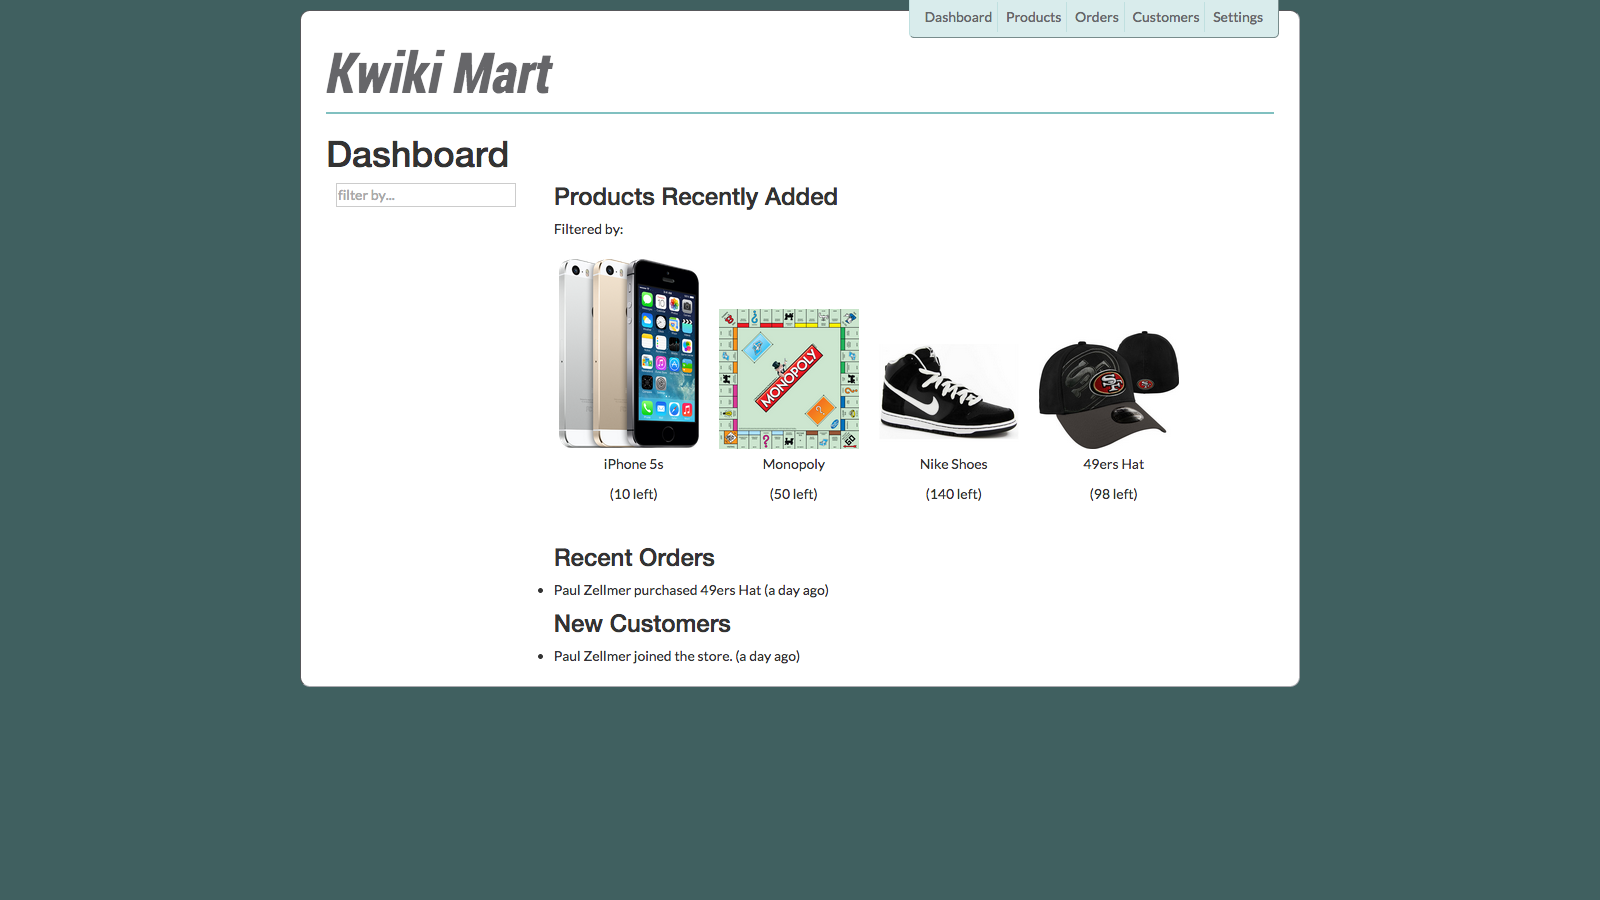 Dashboard Products Orders Customers Settings
Kwiki Mart
Dashboard
filter by...
Products Recently Added
Filtered by:
MONOPOLY
GO
SF
iPhone 5s Monopoly Nike Shoes 49ers Hat
(10 left) (50 left) (140 left) (98 left)
Recent Orders
Paul Zellmer purchased 49ers Hat (a day ago)
New Customers
Paul Zellmer joined the store. (a day ago)